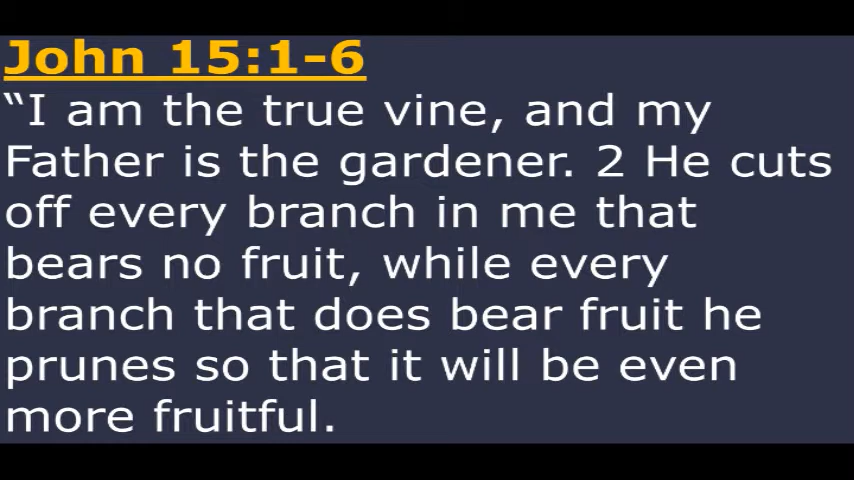 John 15:1-6
“I am the true vine, and my
Father is the gardener. 2 He cuts
off every branch in me that
bears no fruit, while every
branch that does bear fruit he
prunes so that it will be even
more fruitful.